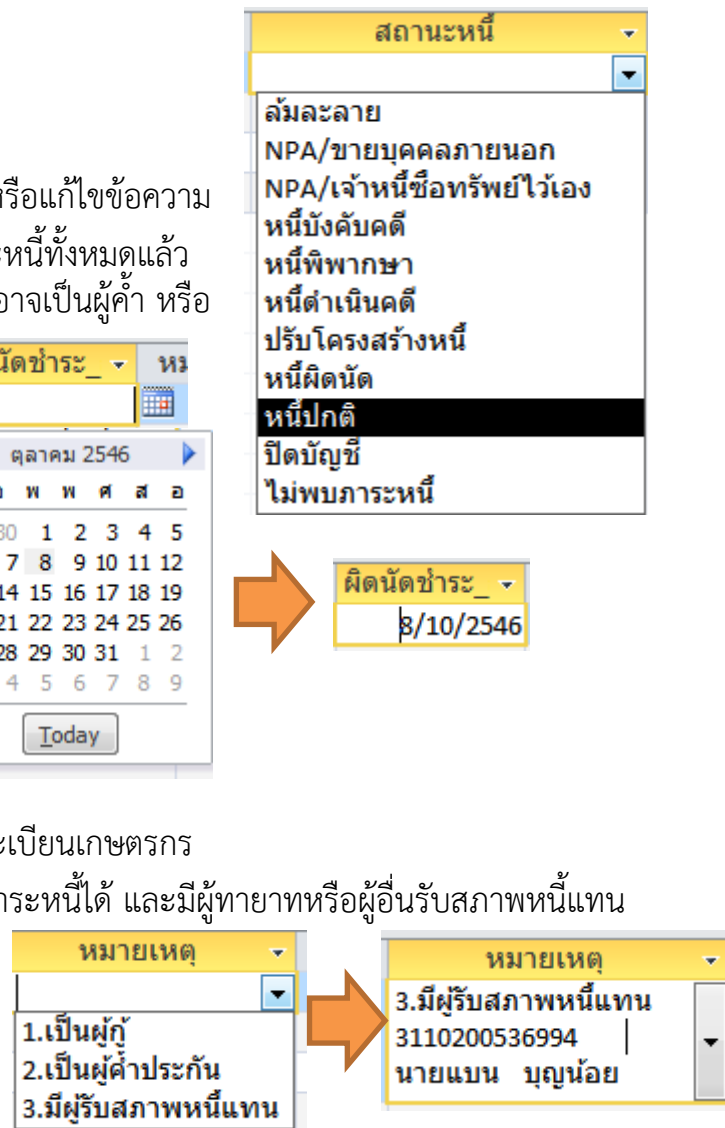 สถานะหนี้
ล้มละลาย
NPA/ขายบุคคลภายนอก
NPA/เจ้าหนี้ซื้อทรัพย์ไว้เอง
หนี้บังคับคดี
หนี้พิพากษา
หนี้ดำเนินคดี
ปรับโครงสร้างหนี้
หนี้ผิดนัด
หนี้ปกติ
ปิดบัญชี
ไม่พบภาระหนี้
หรือแก้ไขข้อความ
ะหนี้ทั้งหมดแล้ว
อาจเป็นผู้ค้ำ หรือ
นัดชำระ_
หม
ตุลาคม 2546
พ พ ศ ส อ
30 1 2 3 4 5
7 8 9 10 11 12
14 15 16 17 18 19
21 22 23 24 25 26
28 29 30 31 1 2
4 5 6 7 8 9
Today
ผิดนัดชำระ_
8/10/2546
ะเบียนเกษตรกร
าระหนี้ได้ และมีผู้ทายาทหรือผู้อื่นรับสภาพหนี้แทน
หมายเหตุ
1.เป็นผู้กู้
2.เป็นผู้ค้ำประกัน
3.มีผู้รับสภาพหนี้แทน
หมายเหตุ
3.มีผู้รับสภาพหนี้แทน
3110200536994
นายแบน บุญน้อย